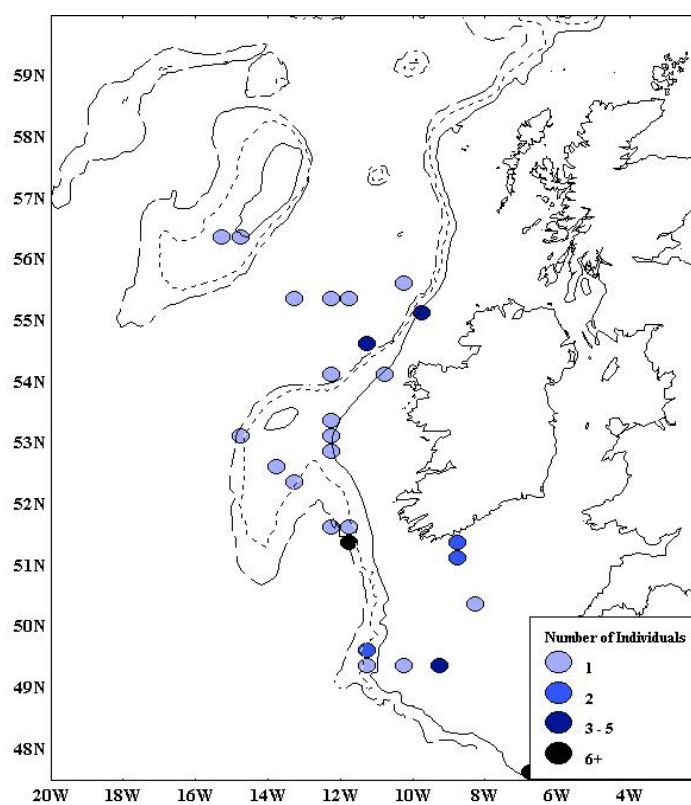 59N
58N
57N
56N
55N
54N
53N
52N
51N
50N
49N
48N
Number of Individuals
1
2
3 - 5
6+
20W 18W 16W 14W 12W 10W 8W 6W 4W